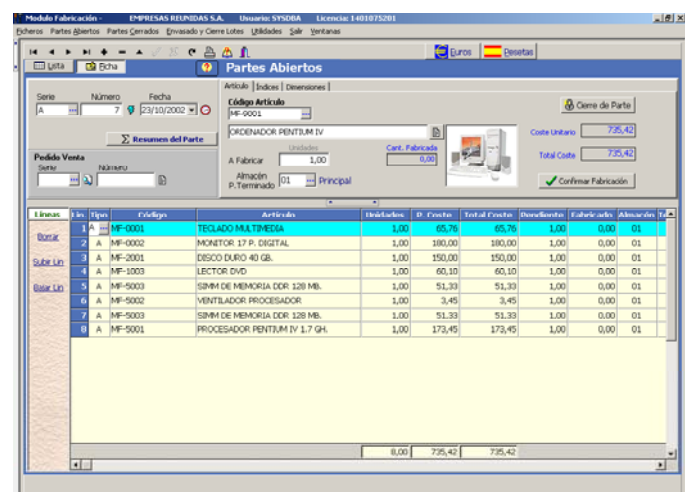 Modulo Fabricación - EMPRESAS REUNIDAS S.A. Usuario: SYSDBA Licencia: 1401075201
Ficheros Partes Abiertos Partes Cerrados Envasado y Cierre Lotes Utilidades Salir Ventanas
Euros Pesetas
Lista Ficha Partes Abiertos
Artículo Índices Dimensiones
Serie Número Fecha
A 7 23/10/2002
Σ Resumen del Parte
Pedido Venta
Serie Número
Código Artículo
MF-9001
ORDENADOR PENTIUM IV
Unidades Cant. Fabricada
A Fabricar 1,00 0,00
Almacén P.Terminado 01 Principal
Cierre de Parte
Coste Unitario 735,42
Total Coste 735,42
Confirmar Fabricación
Líneas Lin. Tipo Código Artículo Unidades P. Coste Total Coste Pendiente Fabricado Almacén
Borrar
Subir Lin
Bajar Lin
1 A MF-0001 TECLADO MULTIMEDIA 1,00 65,76 65,76 1,00 0,00 01
2 A MF-0002 MONITOR 17 P. DIGITAL 1,00 180,00 180,00 1,00 0,00 01
3 A MF-2001 DISCO DURO 40 GB. 1,00 150,00 150,00 1,00 0,00 01
4 A MF-1003 LECTOR DVD 1,00 60,10 60,10 1,00 0,00 01
5 A MF-5003 SIMM DE MEMORIA DDR 128 MB. 1,00 51,33 51,33 1,00 0,00 01
6 A MF-5002 VENTILADOR PROCESADOR 1,00 3,45 3,45 1,00 0,00 01
7 A MF-5003 SIMM DE MEMORIA DDR 128 MB. 1,00 51,33 51,33 1,00 0,00 01
8 A MF-5001 PROCESADOR PENTIUM IV 1.7 GH. 1,00 173,45 173,45 1,00 0,00 01
8,00 735,42 735,42